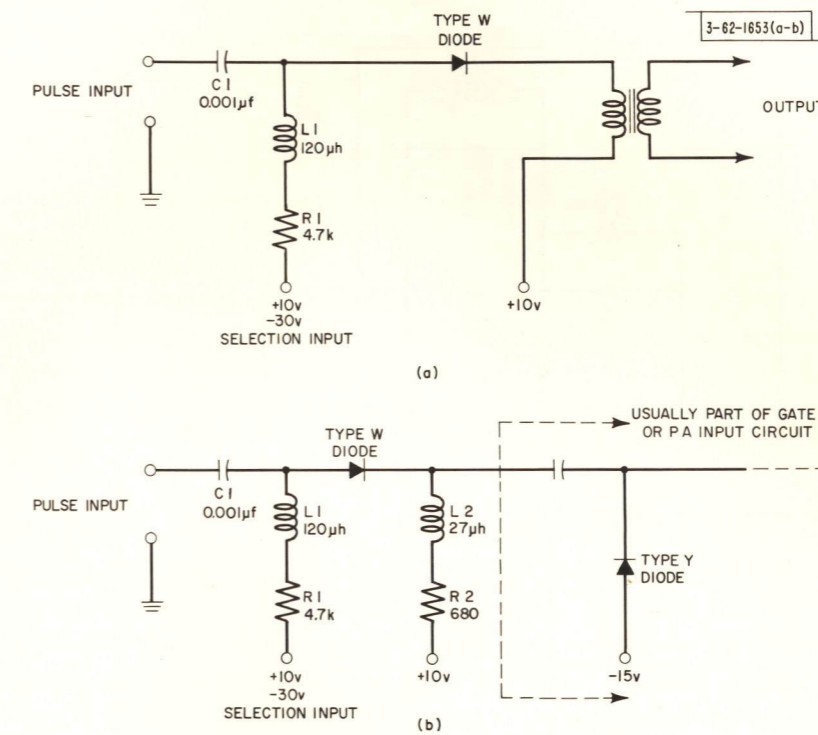 3-62-1653(a-b)
TYPE W
DIODE
PULSE INPUT
C1
0.001μf
L1
120μh
R1
4.7k
+10v
-30v
SELECTION INPUT
+10v
OUTPUT
(a)
USUALLY PART OF GATE
OR PA INPUT CIRCUIT
TYPE W
DIODE
PULSE INPUT
C1
0.001μf
L1
120μh
R1
4.7k
+10v
-30v
SELECTION INPUT
L2
27μh
R2
680
+10v
TYPE Y
DIODE
-15v
(b)